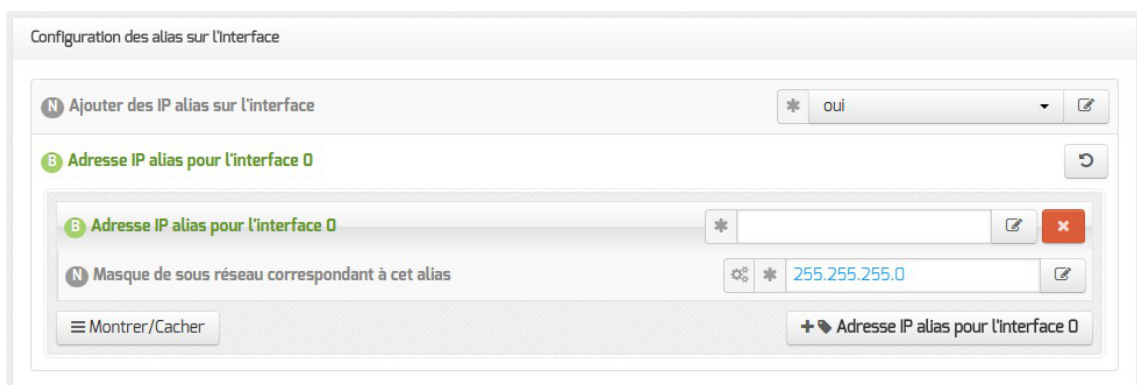 Configuration des alias sur l'interface
N Ajouter des IP alias sur l'interface
oui
B Adresse IP alias pour l'interface 0
B Adresse IP alias pour l'interface 0
N Masque de sous réseau correspondant à cet alias
255.255.255.0
Montrer/Cacher
+ Adresse IP alias pour l'interface 0